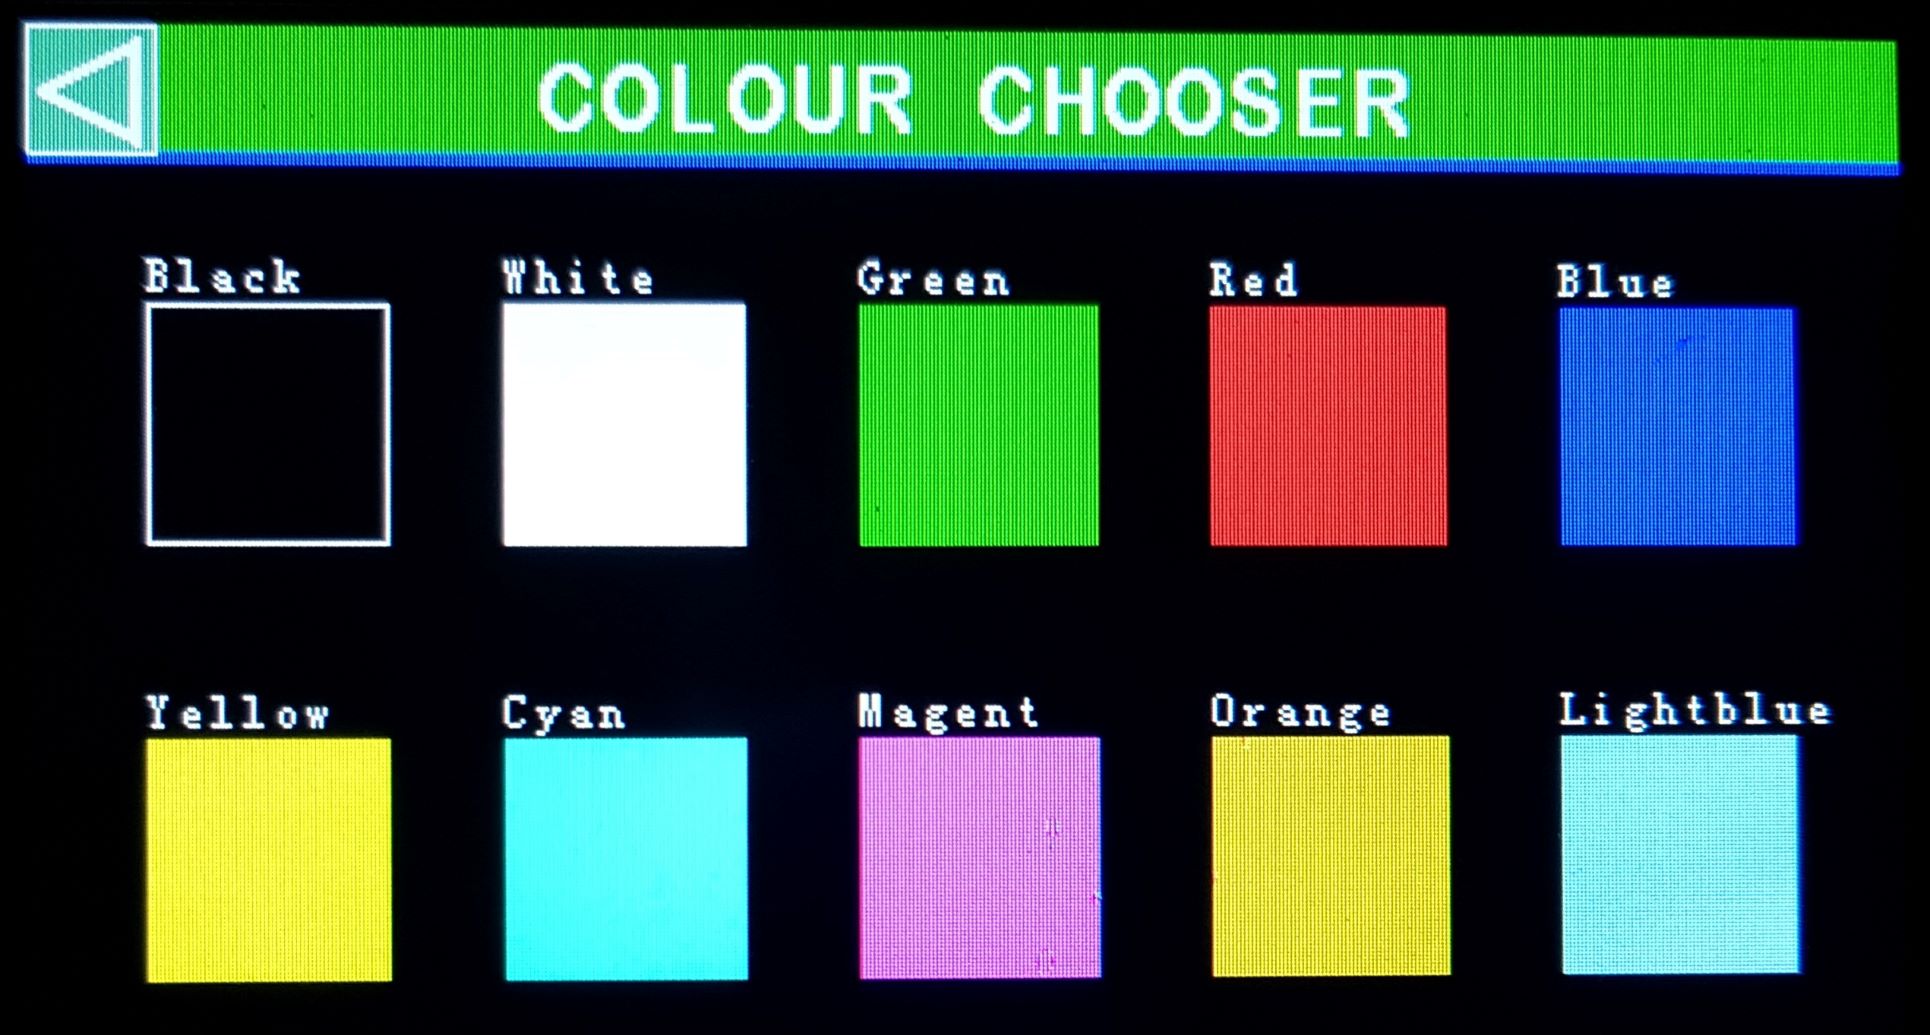 COLOUR CHOOSER
Black White Green Red Blue
Yellow Cyan Magent Orange Lightblue